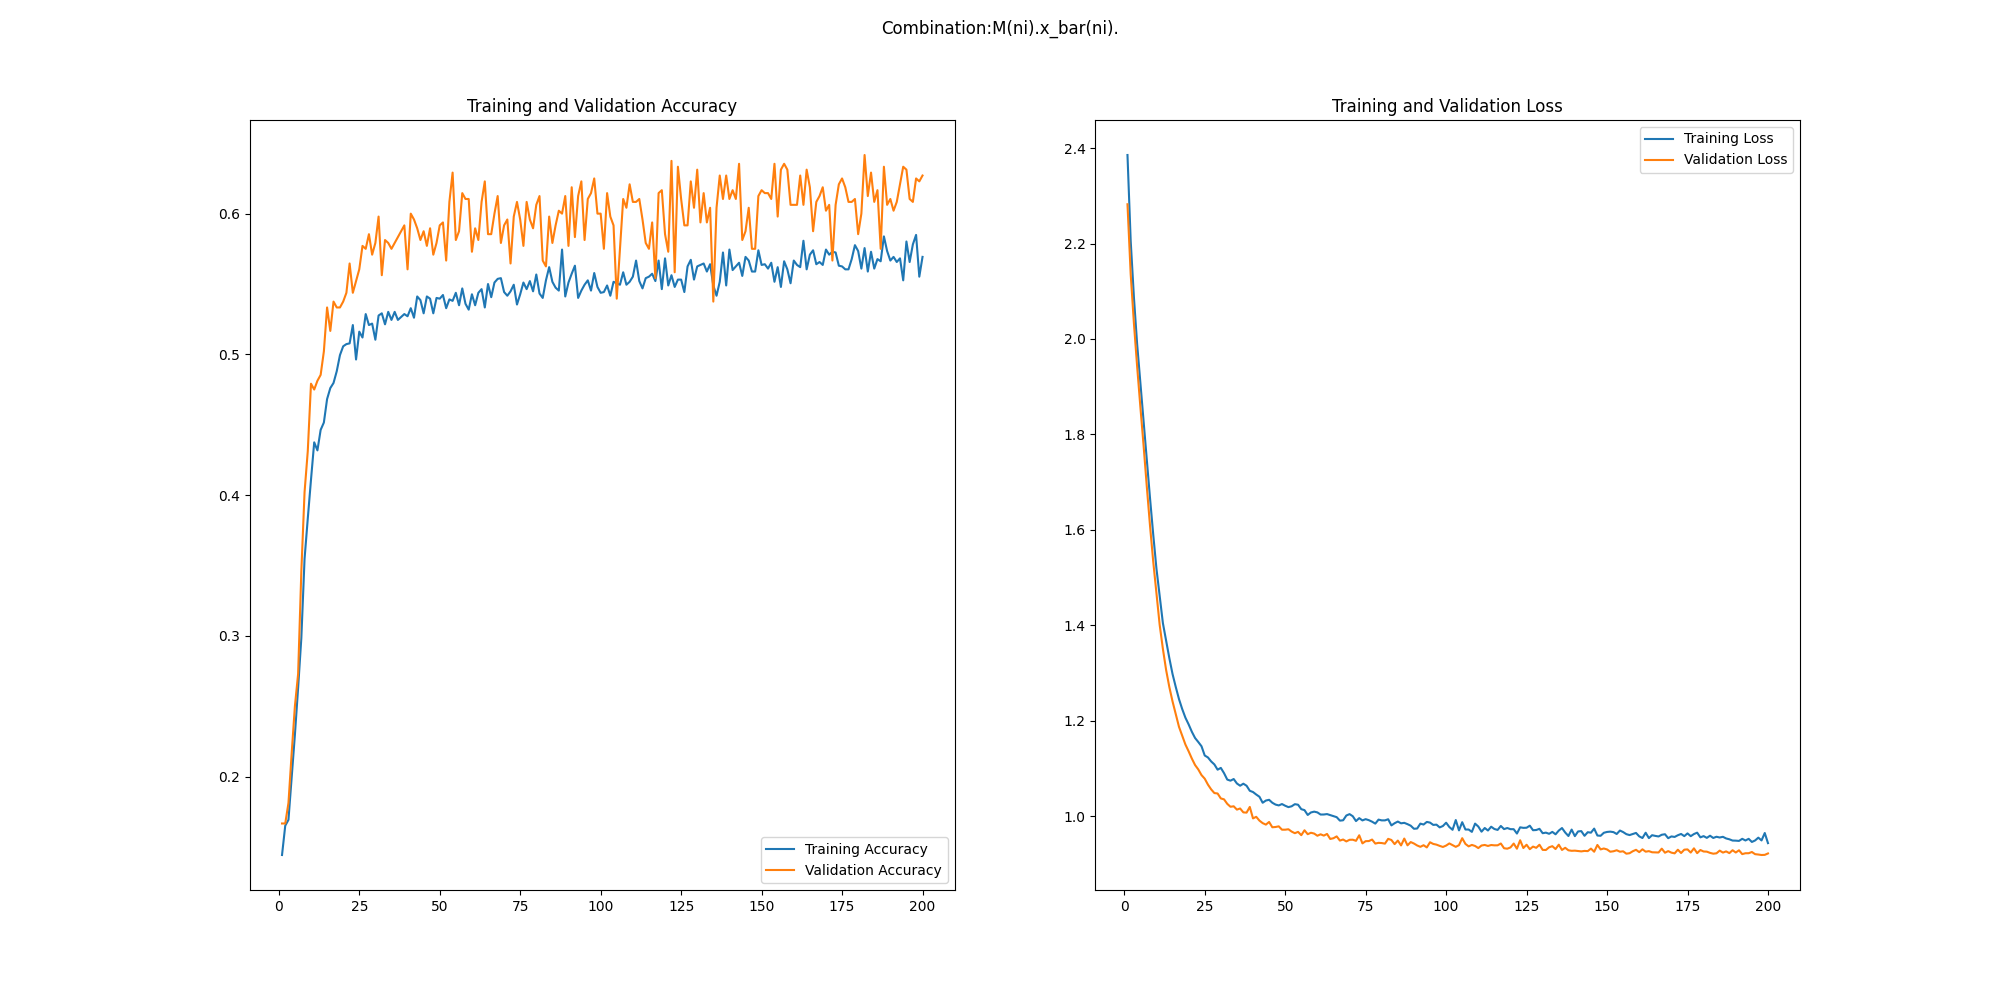 Combination:M(ni).x_bar(ni).
Training and Validation Accuracy
0.6
0.5
0.4
0.3
0.2
Training Accuracy
Validation Accuracy
0 25 50 75 100 125 150 175 200
Training and Validation Loss
Training Loss
Validation Loss
2.4
2.2
2.0
1.8
1.6
1.4
1.2
1.0
0 25 50 75 100 125 150 175 200